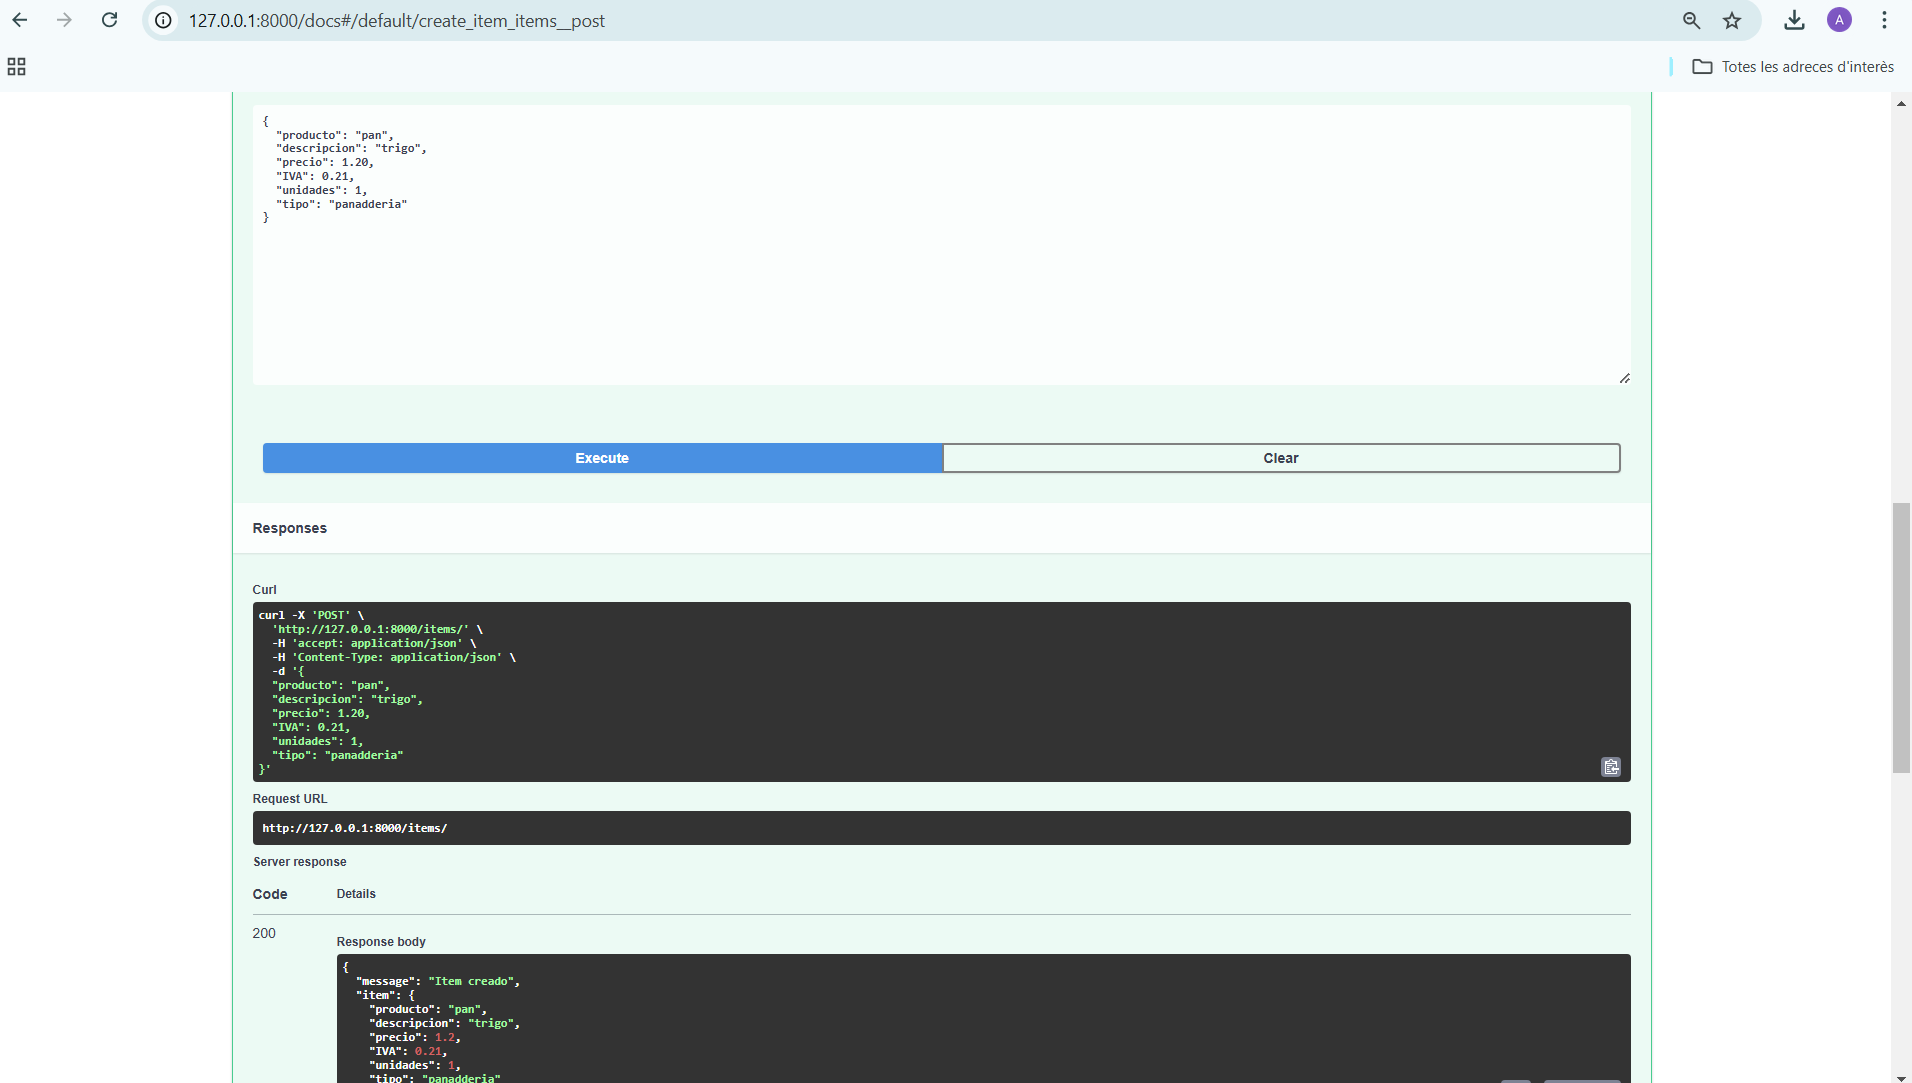 127.0.0.1:8000/docs#/default/create_item_items__post
A
Totes les adreces d'interès
{
  "producto": "pan",
  "descripcion": "trigo",
  "precio": 1.20,
  "IVA": 0.21,
  "unidades": 1,
  "tipo": "panadderia"
}
Execute
Clear
Responses
Curl
curl -X 'POST' \
  'http://127.0.0.1:8000/items/' \
  -H 'accept: application/json' \
  -H 'Content-Type: application/json' \
  -d '{
  "producto": "pan",
  "descripcion": "trigo",
  "precio": 1.20,
  "IVA": 0.21,
  "unidades": 1,
  "tipo": "panadderia"
}'
Request URL
http://127.0.0.1:8000/items/
Server response
Code Details
200
Response body
{
  "message": "Item creado",
  "item": {
    "producto": "pan",
    "descripcion": "trigo",
    "precio": 1.2,
    "IVA": 0.21,
    "unidades": 1,
    "tipo": "panadderia"